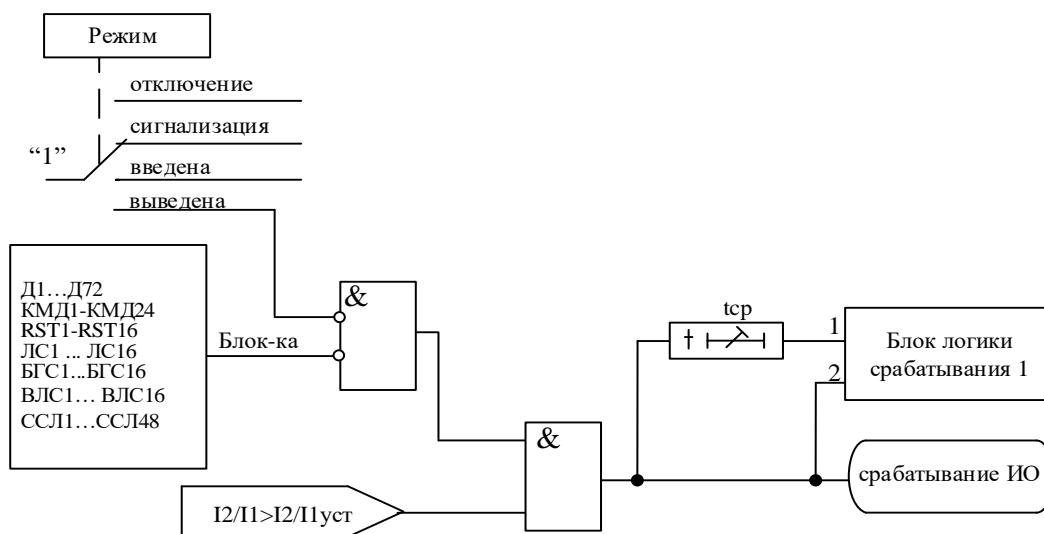 Режим
отключение
сигнализация
“1”
введена
выведена
Д1…Д72
КМД1-КМД24
RST1-RST16
ЛС1 ... ЛС16
БГС1...БГС16
ВЛС1… ВЛС16
ССЛ1…ССЛ48
Блок-ка
&
&
I2/I1>I2/I1уст
tср
1
2
Блок логики
срабатывания 1
срабатывание ИО